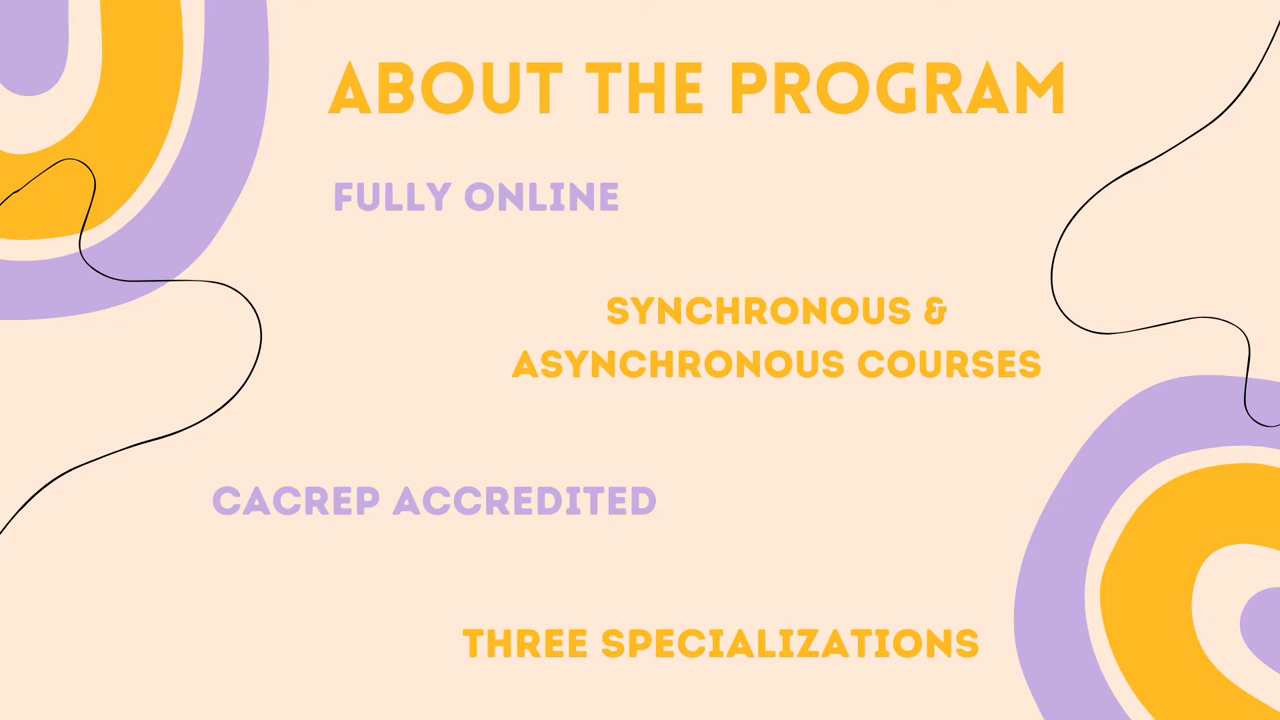 ABOUT THE PROGRAM
FULLY ONLINE
SYNCHRONOUS &
ASYNCHRONOUS COURSES
CACREP ACCREDITED
THREE SPECIALIZATIONS